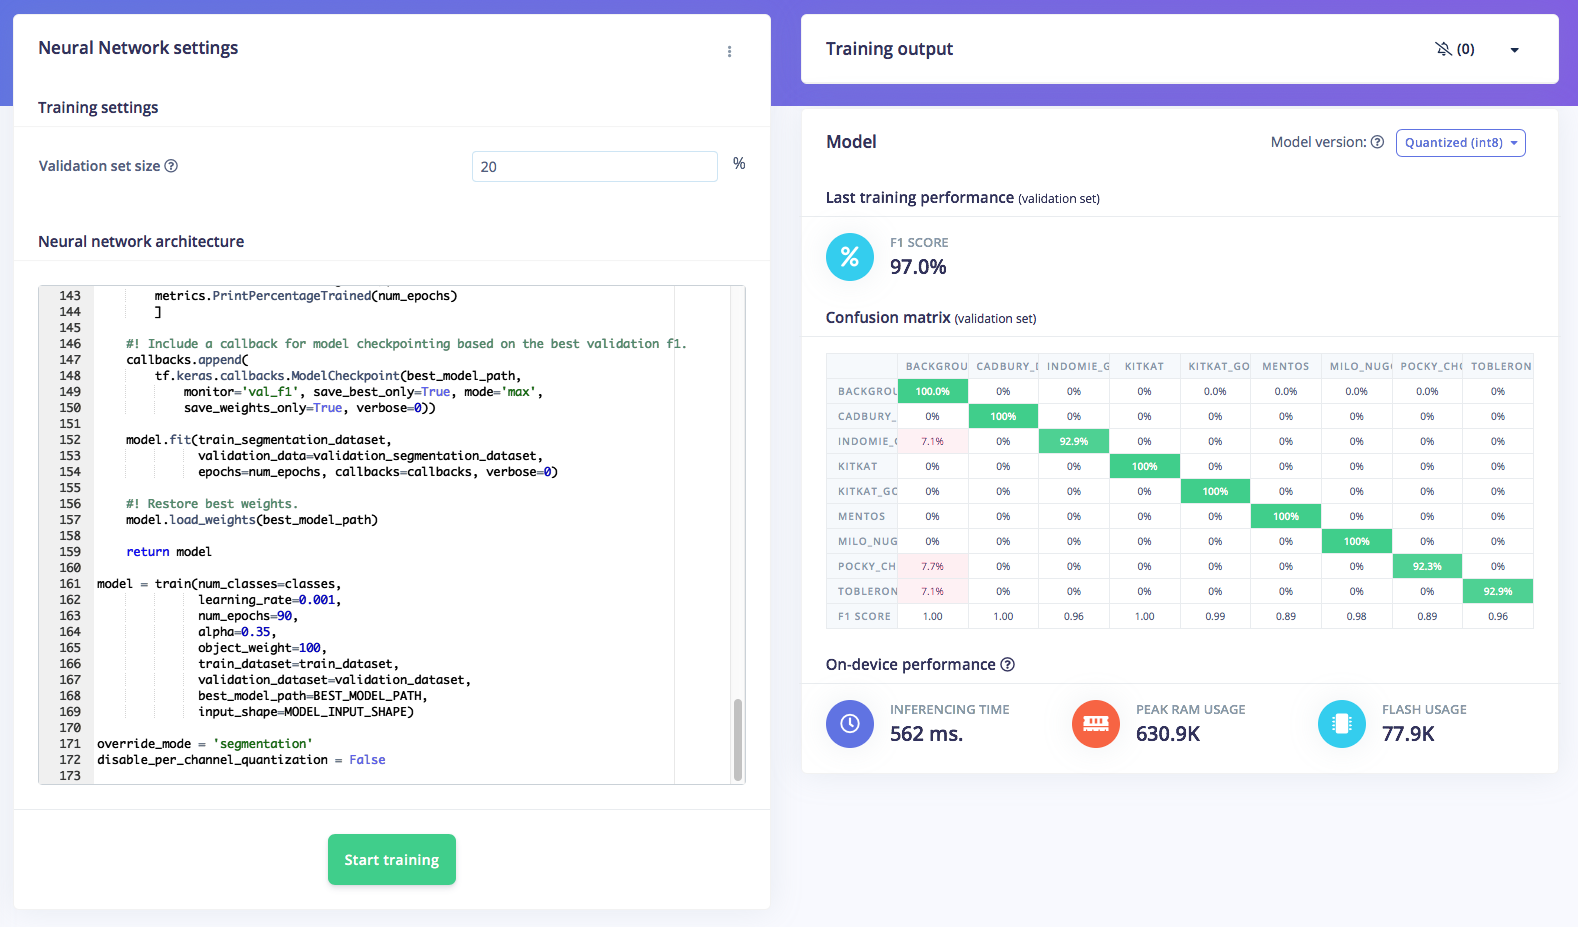 Neural Network settings
Training settings
Validation set size
20
%
Neural network architecture
143 metrics.PrintPercentageTrained(num_epochs)
144 ]
145
146 #! Include a callback for model checkpointing based on the best validation f1.
147 callbacks.append(
148 tf.keras.callbacks.ModelCheckpoint(best_model_path,
149 monitor='val_f1', save_best_only=True, mode='max',
150 save_weights_only=True, verbose=0))
151
152 model.fit(train_segmentation_dataset,
153 validation_data=validation_segmentation_dataset,
154 epochs=num_epochs, callbacks=callbacks, verbose=0)
155
156 #! Restore best weights.
157 model.load_weights(best_model_path)
158
159 return model
160
161 model = train(num_classes=classes,
162 learning_rate=0.001,
163 num_epochs=90,
164 alpha=0.35,
165 object_weight=100,
166 train_dataset=train_dataset,
167 validation_dataset=validation_dataset,
168 best_model_path=BEST_MODEL_PATH,
169 input_shape=MODEL_INPUT_SHAPE)
170
171 override_mode = 'segmentation'
172 disable_per_channel_quantization = False
173
Start training
Training output
(0)
Model
Model version: Quantized (int8)
Last training performance (validation set)
F1 SCORE
97.0%
Confusion matrix (validation set)
BACKGROU CADBURY_D INDOMIE_G KITKAT KITKAT_GO MENTOS MILO_NUG POCKY_CHO TOBLERON
BACKGROU 100.0% 0% 0% 0% 0.0% 0.0% 0.0% 0.0% 0%
CADBURY_ 0% 100% 0% 0% 0% 0% 0% 0% 0%
INDOMIE_G 7.1% 0% 92.9% 0% 0% 0% 0% 0% 0%
KITKAT 0% 0% 0% 100% 0% 0% 0% 0% 0%
KITKAT_GO 0% 0% 0% 0% 100% 0% 0% 0% 0%
MENTOS 0% 0% 0% 0% 0% 100% 0% 0% 0%
MILO_NUG 0% 0% 0% 0% 0% 0% 100% 0% 0%
POCKY_CH 7.7% 0% 0% 0% 0% 0% 0% 92.3% 0%
TOBLERON 7.1% 0% 0% 0% 0% 0% 0% 0% 92.9%
F1 SCORE 1.00 1.00 0.96 1.00 0.99 0.89 0.98 0.89 0.96
On-device performance
INFERENCING TIME
562 ms.
PEAK RAM USAGE
630.9K
FLASH USAGE
77.9K